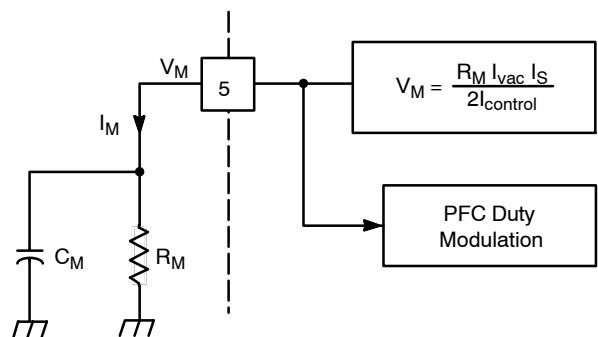 V_M
5
V_M = R_M I_vac I_S / 2I_control
I_M
PFC Duty
Modulation
C_M
R_M